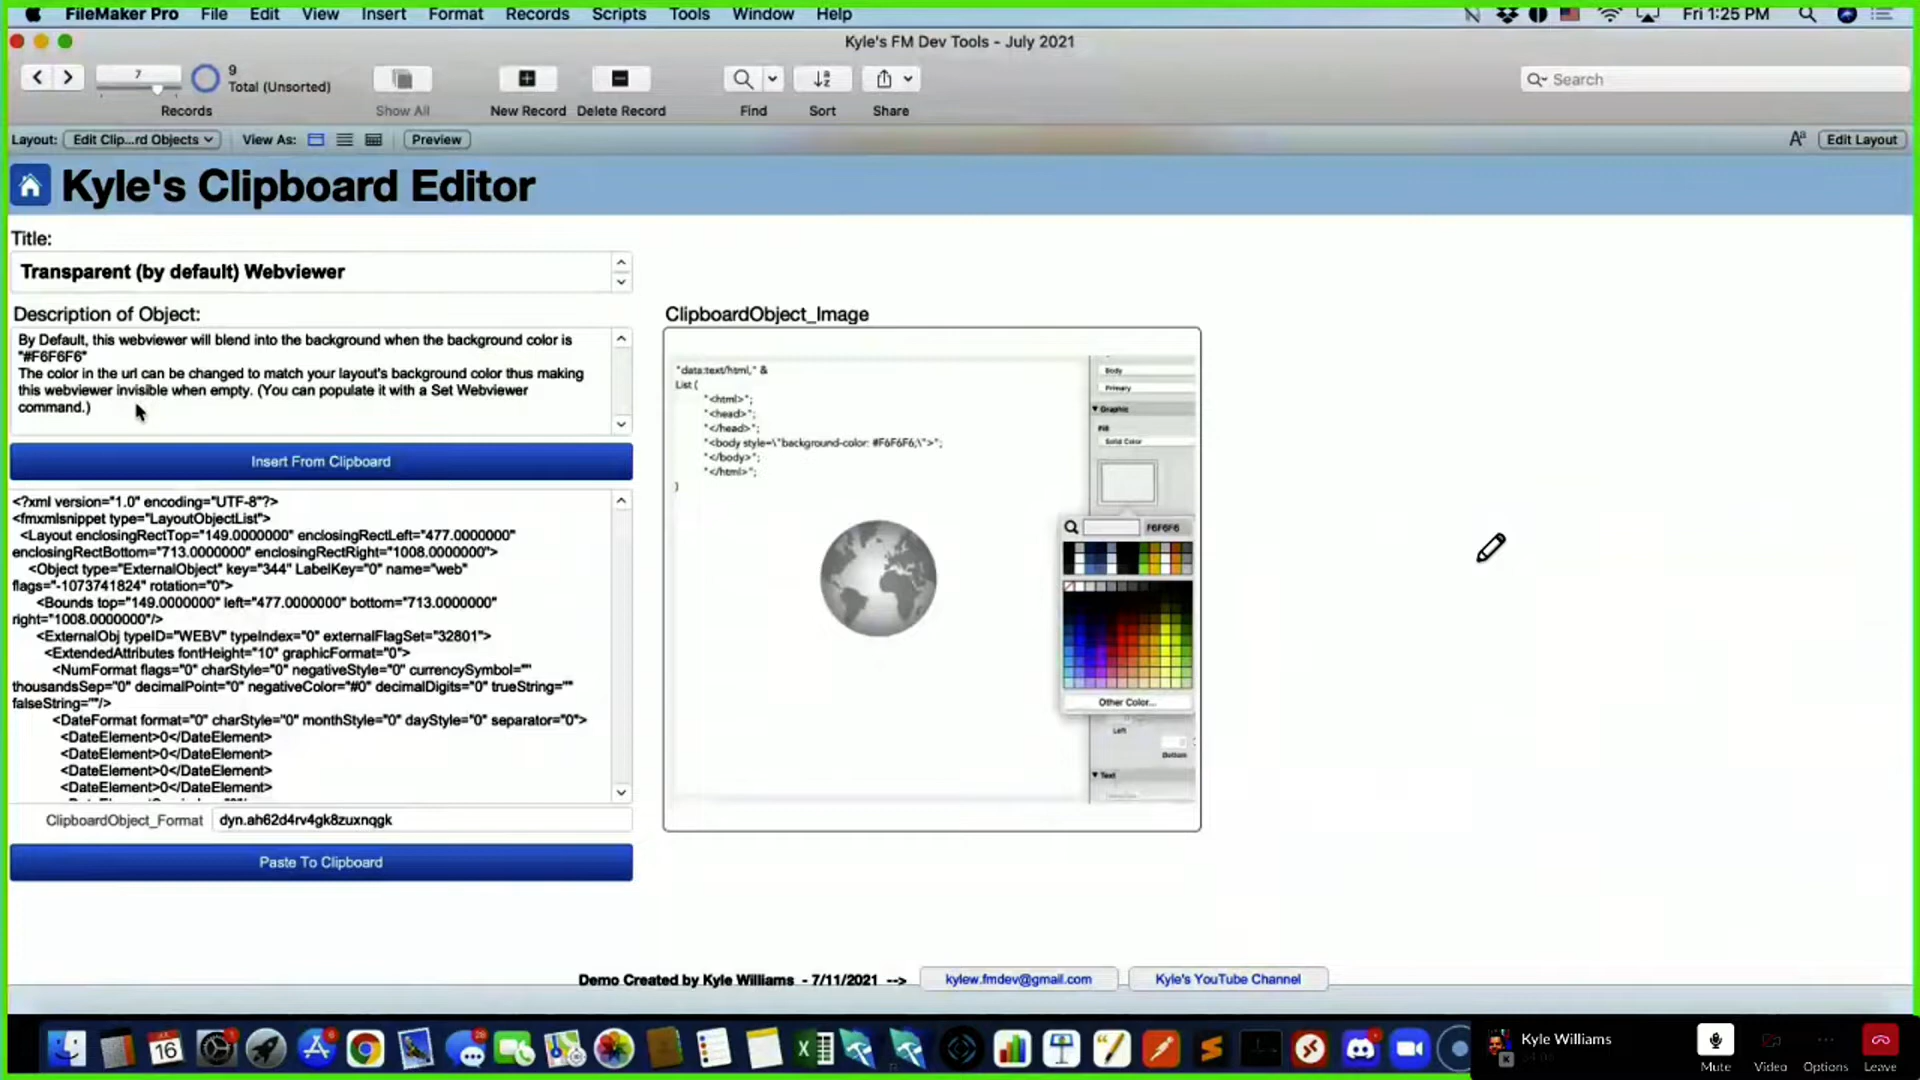 FileMaker Pro File Edit View Insert Format Records Scripts Tools Window Help Fri 1:25 PM
Kyle's FM Dev Tools - July 2021
7
9
Total (Unsorted)
Search
Records
Show All
New Record
Delete Record
Find
Sort
Share
Layout: Edit Clip...rd Objects View As: Preview Edit Layout
Kyle's Clipboard Editor
Title:
Transparent (by default) Webviewer
Description of Object:
By Default, this webviewer will blend into the background when the background color is
"#F6F6F6"
The color in the url can be changed to match your layout's background color thus making
this webviewer invisible when empty. (You can populate it with a Set Webviewer
command.)
Insert From Clipboard
<?xml version="1.0" encoding="UTF-8"?>
<fmxmlsnippet type="LayoutObjectList">
<Layout enclosingRectTop="149.0000000" enclosingRectLeft="477.0000000"
enclosingRectBottom="713.0000000" enclosingRectRight="1008.0000000">
<Object type="ExternalObject" key="344" LabelKey="0" name="web"
flags="-1073741824" rotation="0">
<Bounds top="149.0000000" left="477.0000000" bottom="713.0000000"
right="1008.0000000"/>
<ExternalObj typeID="WEBV" typeIndex="0" externalFlagSet="32801">
<ExtendedAttributes fontHeight="10" graphicFormat="0">
<NumFormat flags="0" charStyle="0" negativeStyle="0" currencySymbol=""
thousandsSep="0" decimalPoint="0" negativeColor="#0" decimalDigits="0" trueString=""
falseString=""/>
<DateFormat format="0" charStyle="0" monthStyle="0" dayStyle="0" separator="0">
<DateElement>0</DateElement>
<DateElement>0</DateElement>
<DateElement>0</DateElement>
<DateElement>0</DateElement>
ClipboardObject_Format dyn.ah62d4rv4gk8zuxnqgk
Paste To Clipboard
ClipboardObject_Image
"data:text/html," &
List (
"<html>";
"<head>";
"</head>";
"<body style=\"background-color: #F6F6F6,\">";
"</body>";
"</html>";
)
Body
Primary
Graphic
Fill
Solid Color
F6F6F6
Other Color...
Left
Bottom
Text
Demo Created by Kyle Williams - 7/11/2021 -->
kylew.fmdev@gmail.com
Kyle's YouTube Channel
16
Kyle Williams
K
Mute
Video
Options
Leave